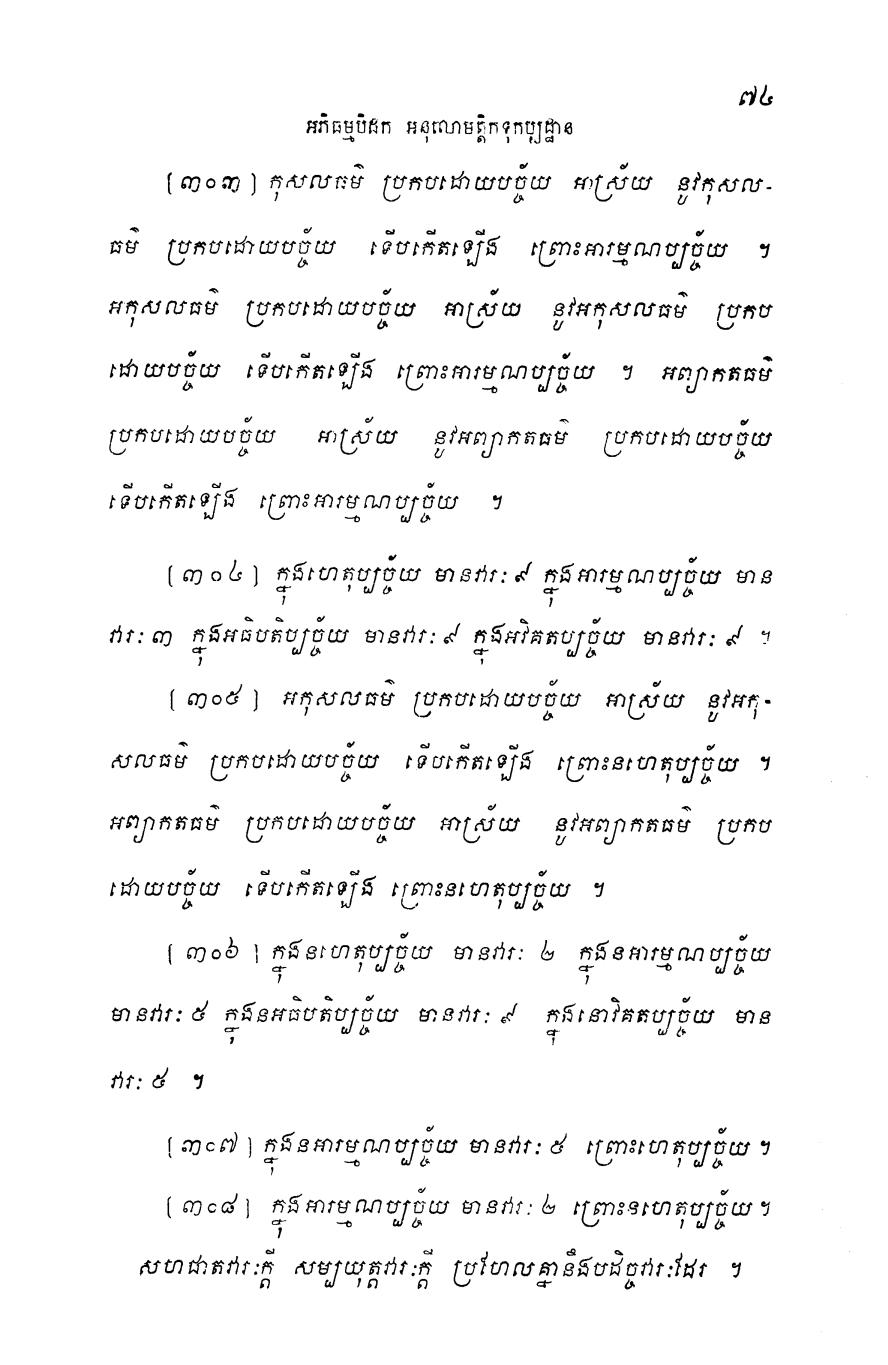 ៧៤
អភិធម្មបិដក អនុលោមត្តិកទុកប្បដ្ឋាន
[៣០៣] កុសលធម៌ ប្រកបដោយបច្ច័យ អាស្រ័យ នូវកុសល-
ធម៌ ប្រកបដោយបច្ច័យ ទើបកើតឡើង ព្រោះអារម្មណប្បច្ច័យ ។
អកុសលធម៌ ប្រកបដោយបច្ច័យ អាស្រ័យ នូវអកុសលធម៌ ប្រកប
ដោយបច្ច័យ ទើបកើតឡើង ព្រោះអារម្មណប្បច្ច័យ ។ អព្យាកតធម៌
ប្រកបដោយបច្ច័យ អាស្រ័យ នូវអព្យាកតធម៌ ប្រកបដោយបច្ច័យ
ទើបកើតឡើង ព្រោះអារម្មណប្បច្ច័យ ។
[៣០៤] ក្នុងហេតុប្បច្ច័យ មានវារៈ ៩ ក្នុងអារម្មណប្បច្ច័យ មាន
វារៈ ៣ ក្នុងអធិបតិប្បច្ច័យ មានវារៈ ៩ ក្នុងអវិគតប្បច្ច័យ មានវារៈ ៩ ។
[៣០៥] អកុសលធម៌ ប្រកបដោយបច្ច័យ អាស្រ័យ នូវអកុ-
សលធម៌ ប្រកបដោយបច្ច័យ ទើបកើតឡើង ព្រោះនហេតុប្បច្ច័យ ។
អព្យាកតធម៌ ប្រកបដោយបច្ច័យ អាស្រ័យ នូវអព្យាកតធម៌ ប្រកប
ដោយបច្ច័យ ទើបកើតឡើង ព្រោះនហេតុប្បច្ច័យ ។
[៣០៦] ក្នុងនហេតុប្បច្ច័យ មានវារៈ ២ ក្នុងនអារម្មណប្បច្ច័យ
មានវារៈ ៥ ក្នុងនអធិបតិប្បច្ច័យ មានវារៈ ៩ ក្នុងនោវិគតប្បច្ច័យ មាន
វារៈ ៥ ។
[៣០៧] ក្នុងនអារម្មណប្បច្ច័យ មានវារៈ ៥ ព្រោះហេតុប្បច្ច័យ ។
[៣០៨] ក្នុងអារម្មណប្បច្ច័យ មានវារៈ ២ ព្រោះនហេតុប្បច្ច័យ ។
សហជាតវារៈក្តី សម្បយុត្តវារៈក្តី ប្រហែលគ្នានឹងបដិច្ចវារៈដែរ ។